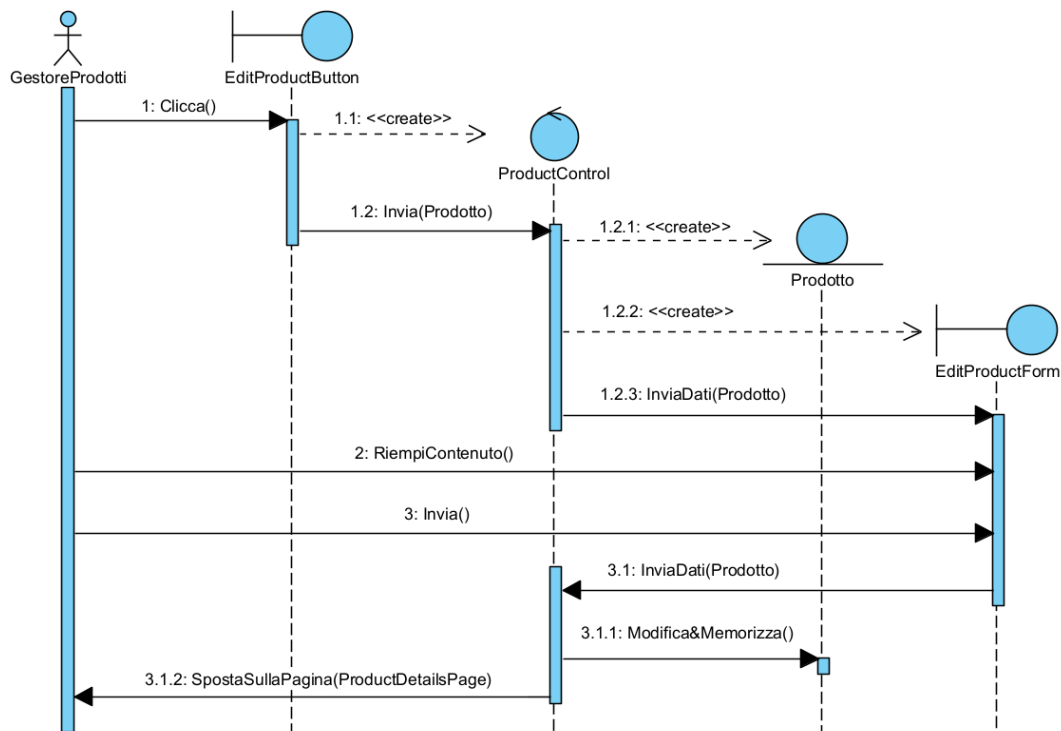 GestoreProdotti
EditProductButton
1: Clicca()
1.1: <<create>>
ProductControl
1.2: Invia(Prodotto)
1.2.1: <<create>>
Prodotto
1.2.2: <<create>>
EditProductForm
1.2.3: InviaDati(Prodotto)
2: RiempiContenuto()
3: Invia()
3.1: InviaDati(Prodotto)
3.1.1: Modifica&Memorizza()
3.1.2: SpostaSullaPagina(ProductDetailsPage)